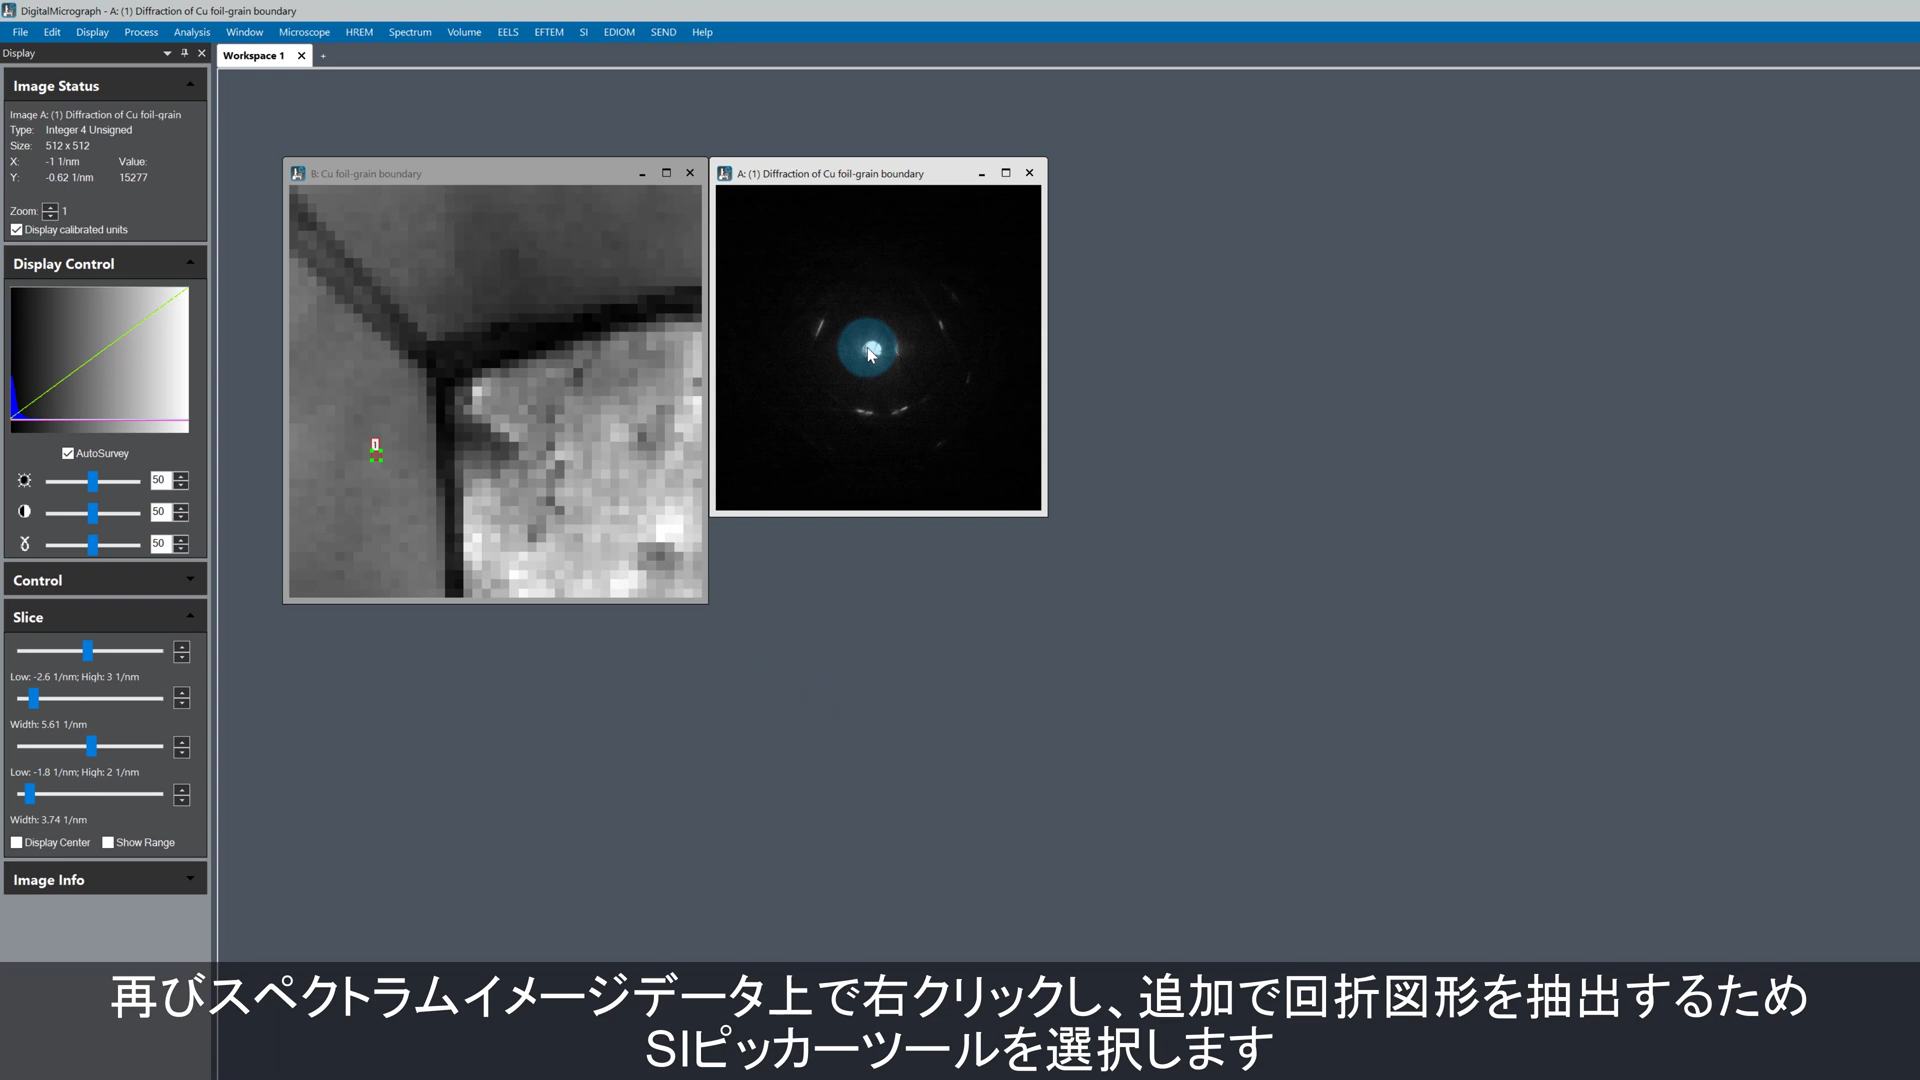 DigitalMicrograph - A: (1) Diffraction of Cu foil-grain boundary
File Edit Display Process Analysis Window Microscope HREM Spectrum Volume EELS EFTEM SI EDIOM SEND Help
Display
Workspace 1
+
Image Status
Image A: (1) Diffraction of Cu foil-grain
Type: Integer 4 Unsigned
Size: 512 x 512
X: -1 1/nm Value:
Y: -0.62 1/nm 15277
Zoom: 1
Display calibrated units
Display Control
AutoSurvey
50
50
50
Control
Slice
Low: -2.6 1/nm; High: 3 1/nm
Width: 5.61 1/nm
Low: -1.8 1/nm; High: 2 1/nm
Width: 3.74 1/nm
Display Center Show Range
Image Info
B: Cu foil-grain boundary
1
A: (1) Diffraction of Cu foil-grain boundary
再びスペクトラムイメージデータ上で右クリックし、追加で回折図形を抽出するため
SIピッカーツールを選択します